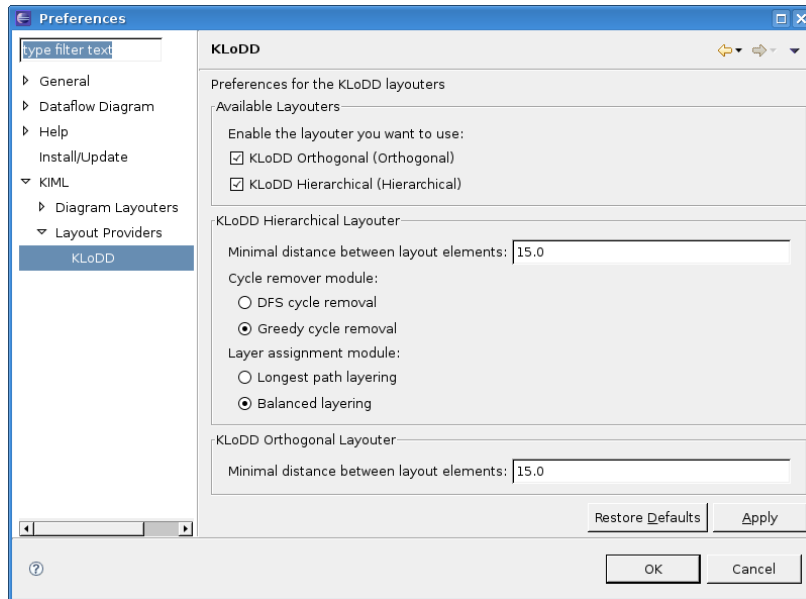 Preferences
type filter text
General
Dataflow Diagram
Help
Install/Update
KIML
Diagram Layouters
Layout Providers
KLoDD
KLoDD
Preferences for the KLoDD layouters
Available Layouters
Enable the layouter you want to use:
KLoDD Orthogonal (Orthogonal)
KLoDD Hierarchical (Hierarchical)
KLoDD Hierarchical Layouter
Minimal distance between layout elements: 15.0
Cycle remover module:
DFS cycle removal
Greedy cycle removal
Layer assignment module:
Longest path layering
Balanced layering
KLoDD Orthogonal Layouter
Minimal distance between layout elements: 15.0
Restore Defaults Apply
? OK Cancel